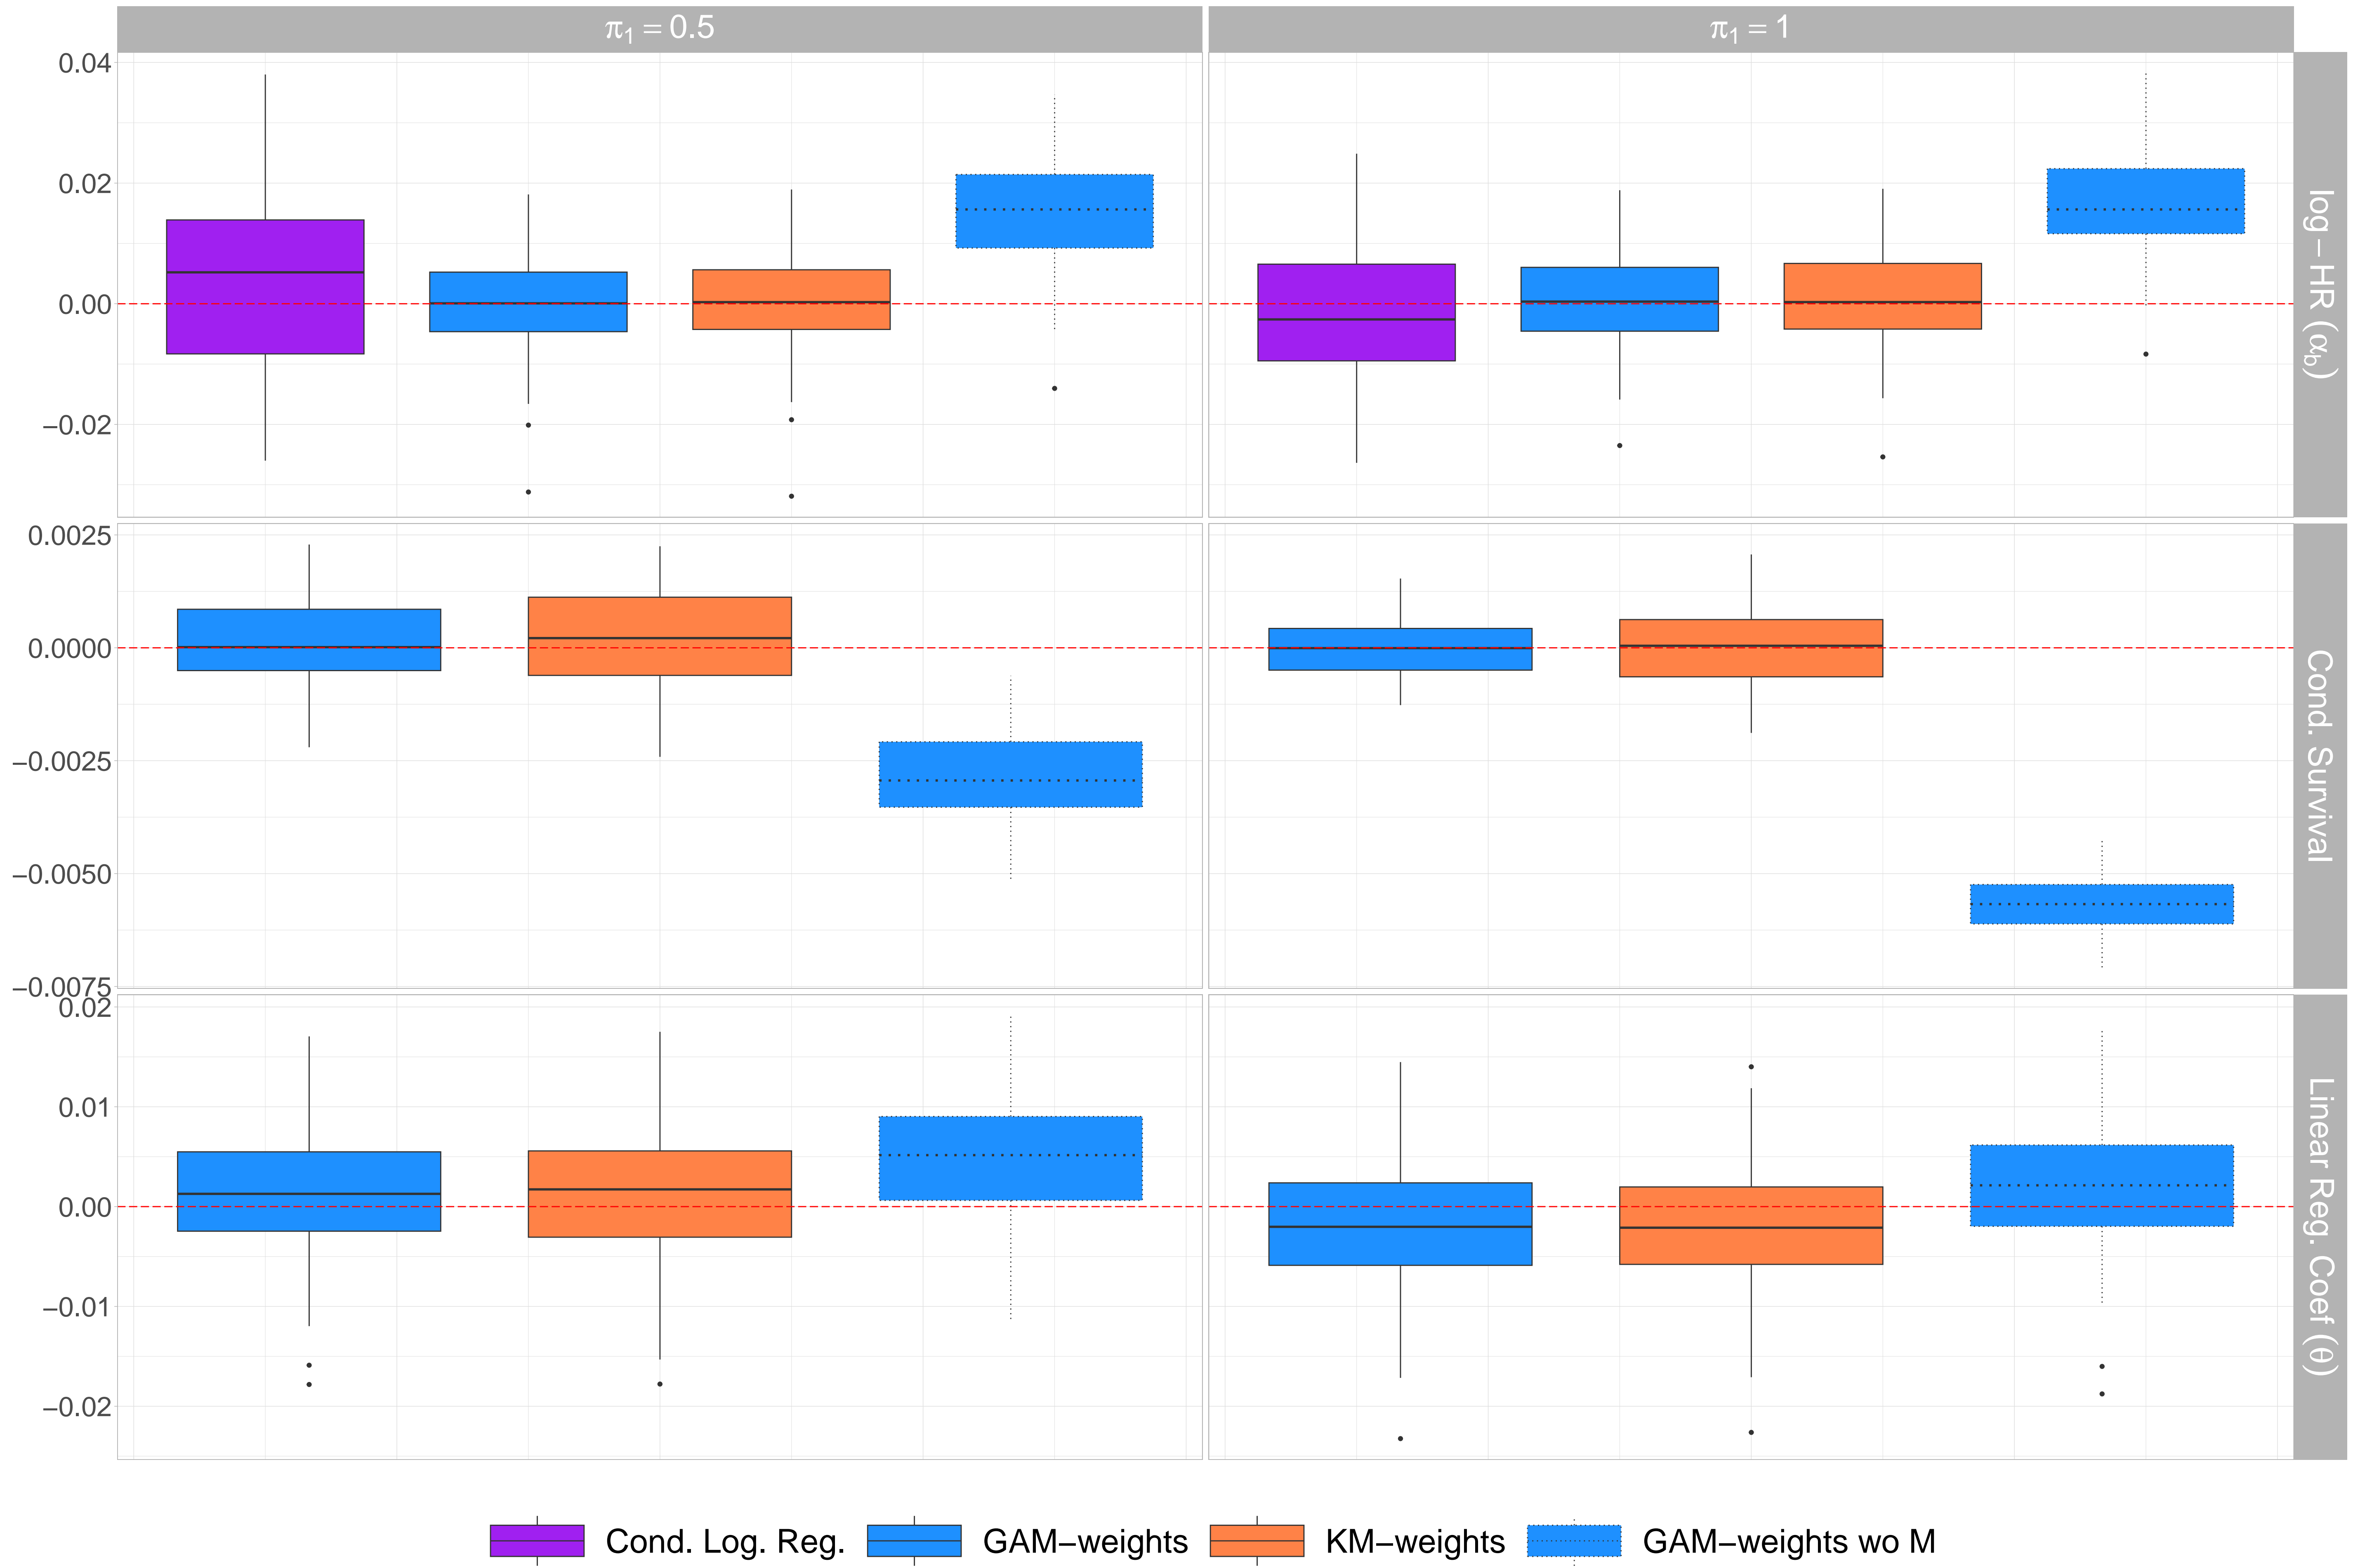 π1 = 0.5
π1 = 1
0.04
0.02
0.00
−0.02
log−HR (αb)
0.0025
0.0000
−0.0025
−0.0050
−0.0075
Cond. Survival
0.02
0.01
0.00
−0.01
−0.02
Linear Reg. Coef (θ)
Cond. Log. Reg. GAM−weights KM−weights GAM−weights wo M